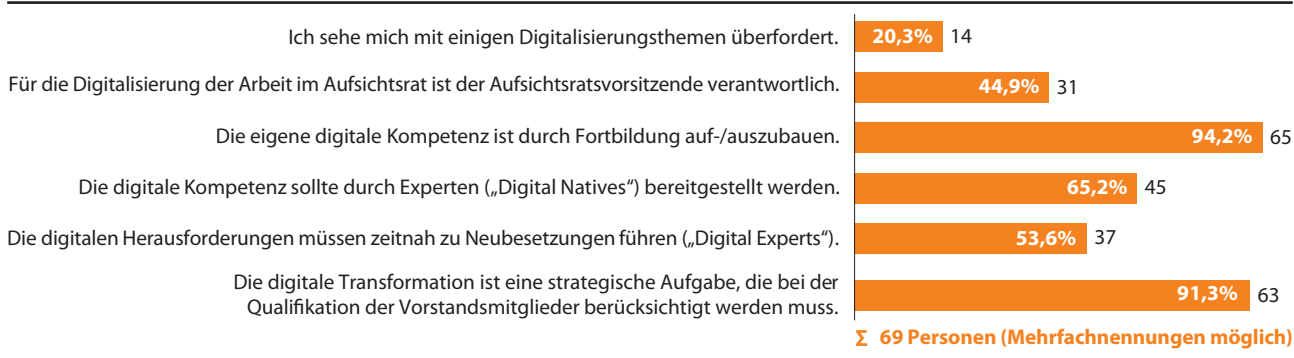 Ich sehe mich mit einigen Digitalisierungsthemen überfordert. 20,3% 14
Für die Digitalisierung der Arbeit im Aufsichtsrat ist der Aufsichtsratsvorsitzende verantwortlich. 44,9% 31
Die eigene digitale Kompetenz ist durch Fortbildung auf-/auszubauen. 94,2% 65
Die digitale Kompetenz sollte durch Experten („Digital Natives“) bereitgestellt werden. 65,2% 45
Die digitalen Herausforderungen müssen zeitnah zu Neubesetzungen führen („Digital Experts“). 53,6% 37
Die digitale Transformation ist eine strategische Aufgabe, die bei der
Qualifikation der Vorstandsmitglieder berücksichtigt werden muss. 91,3% 63
Σ 69 Personen (Mehrfachnennungen möglich)